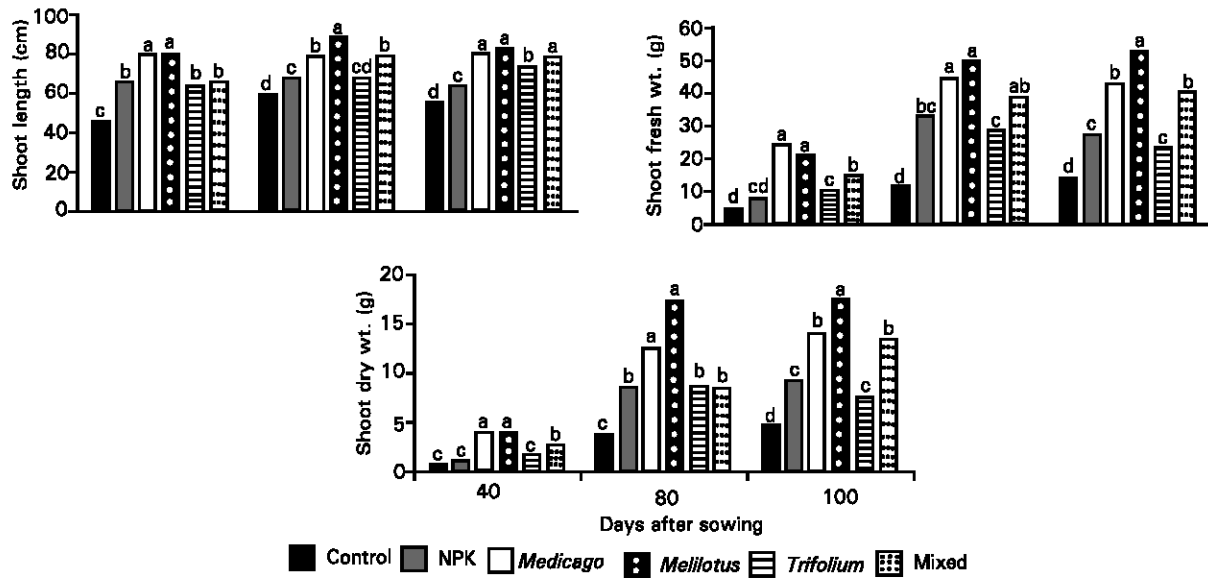 Shoot length (cm)
100
80
60
40
20
0
c b a a b b
d c b a cd b
d c a a b a
Shoot fresh wt. (g)
60
50
40
30
20
10
0
d cd a a c b
d bc a a c ab
d c b a c b
Shoot dry wt. (g)
20
15
10
5
0
c c a a c b
c b a a b b
d c b a c b
40 80 100
Days after sowing
Control NPK Medicago Melilotus Trifolium Mixed